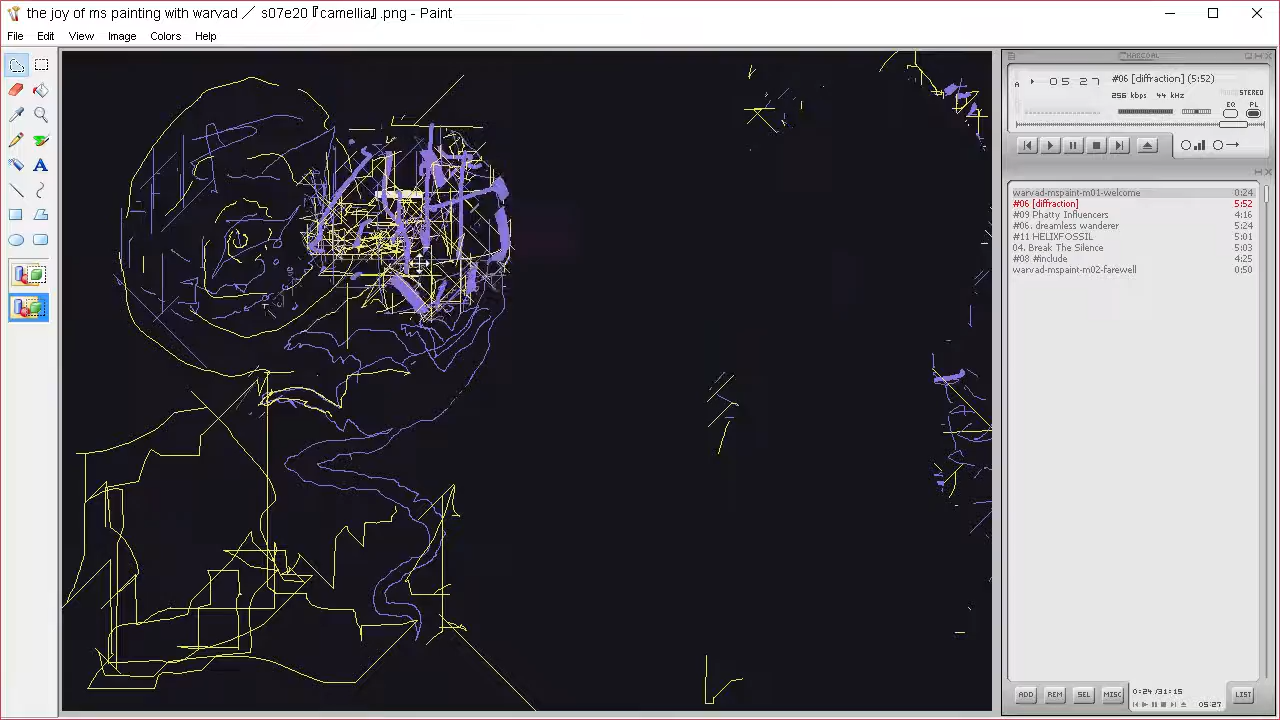 the joy of ms painting with warvad ／ s07e20『camellia』.png - Paint
File Edit View Image Colors Help
CHARCOAL
A 05 27 #06 [diffraction] (5:52)
256 kbps 44 kHz STEREO
EQ PL
warvad-mspaint-m01-welcome 0:24
#06 [diffraction] 5:52
#09 Phatty Influencers 4:16
#06. dreamless wanderer 5:24
#11 HELIXFOSSIL 5:01
04. Break The Silence 5:03
#08 #include 4:25
warvad-mspaint-m02-farewell 0:50
ADD REM SEL MISC 0:24/31:15 LIST
05:27